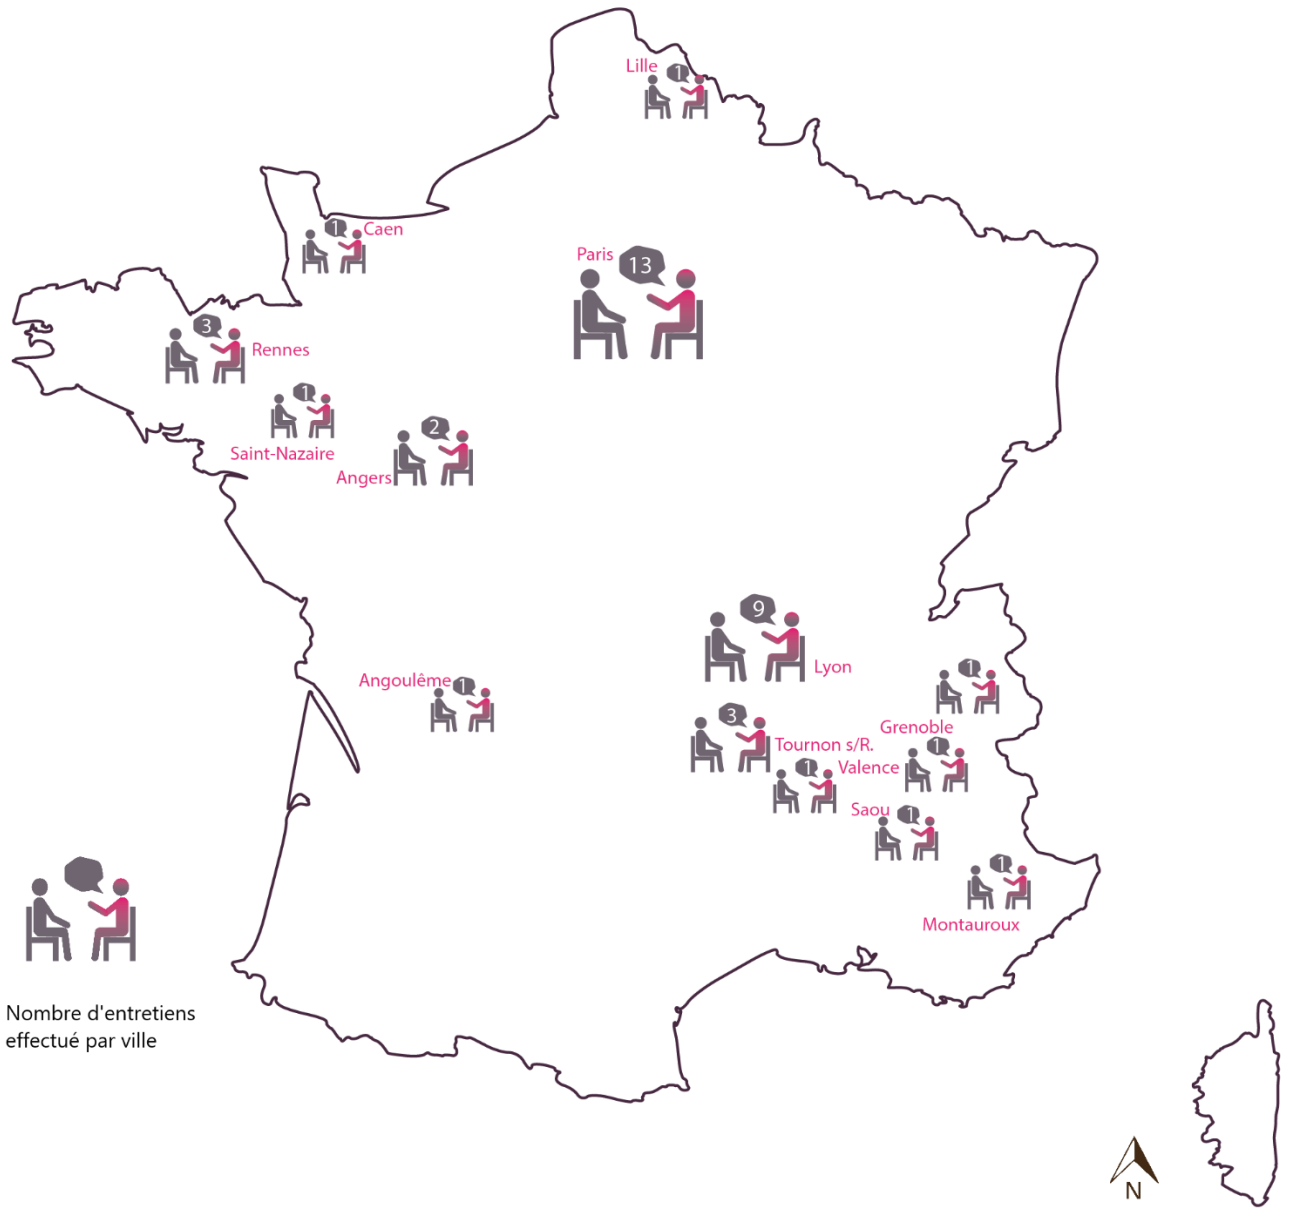 Lille
1
1
Caen
Paris
13
3
Rennes
1
Saint-Nazaire
2
Angers
9
Lyon
Angoulême
1
1
Grenoble
3
Tournon s/R.
1
Valence
1
Saou
1
1
Montauroux
Nombre d'entretiens
effectué par ville
N